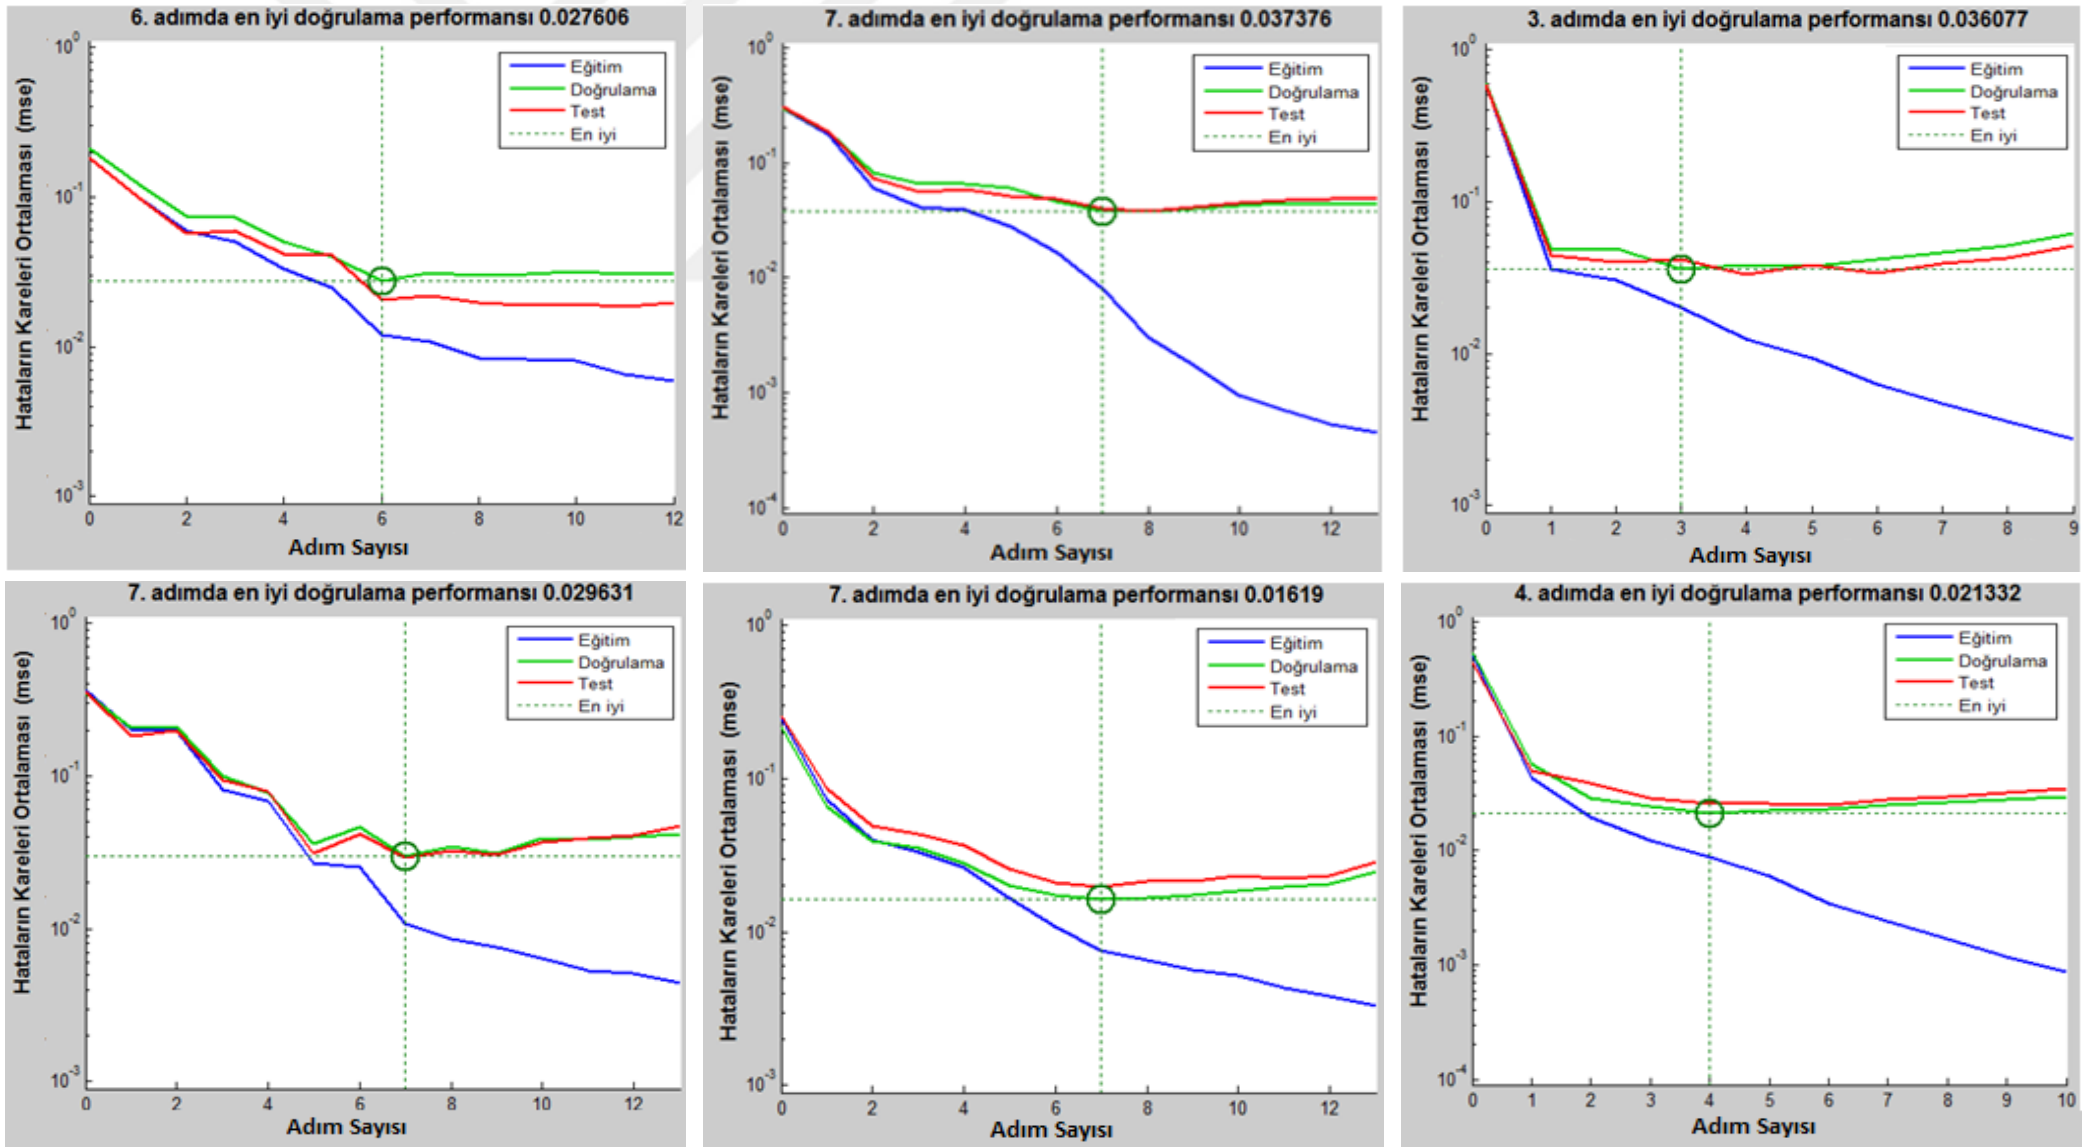 6. adımda en iyi doğrulama performansı 0.027606
Hataların Kareleri Ortalaması (mse)
10^0
10^-1
10^-2
10^-3
Eğitim
Doğrulama
Test
En iyi
0 2 4 6 8 10 12
Adım Sayısı
7. adımda en iyi doğrulama performansı 0.037376
Hataların Kareleri Ortalaması (mse)
10^0
10^-1
10^-2
10^-3
10^-4
Eğitim
Doğrulama
Test
En iyi
0 2 4 6 8 10 12
Adım Sayısı
3. adımda en iyi doğrulama performansı 0.036077
Hataların Kareleri Ortalaması (mse)
10^0
10^-1
10^-2
10^-3
Eğitim
Doğrulama
Test
En iyi
0 1 2 3 4 5 6 7 8 9
Adım Sayısı
7. adımda en iyi doğrulama performansı 0.029631
Hataların Kareleri Ortalaması (mse)
10^0
10^-1
10^-2
10^-3
Eğitim
Doğrulama
Test
En iyi
0 2 4 6 8 10 12
Adım Sayısı
7. adımda en iyi doğrulama performansı 0.01619
Hataların Kareleri Ortalaması (mse)
10^0
10^-1
10^-2
10^-3
Eğitim
Doğrulama
Test
En iyi
0 2 4 6 8 10 12
Adım Sayısı
4. adımda en iyi doğrulama performansı 0.021332
Hataların Kareleri Ortalaması (mse)
10^0
10^-1
10^-2
10^-3
10^-4
Eğitim
Doğrulama
Test
En iyi
0 1 2 3 4 5 6 7 8 9 10
Adım Sayısı